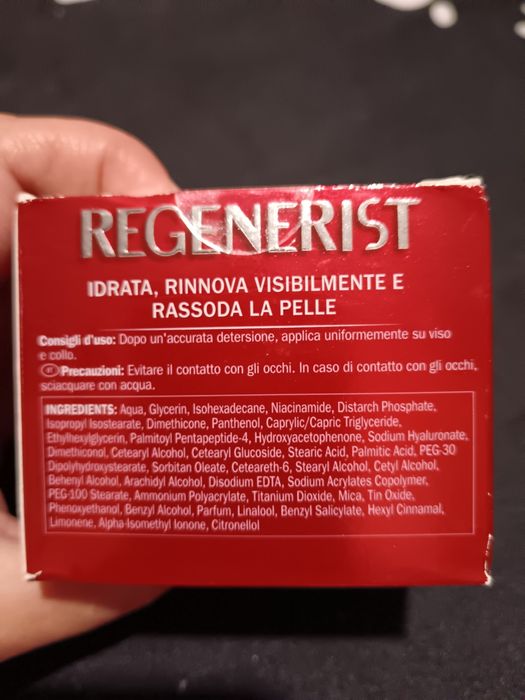 REGENERIST
IDRATA, RINNOVA VISIBILMENTE E
RASSODA LA PELLE
Consigli d'uso: Dopo un'accurata detersione, applica uniformemente su viso
e collo.
IT Precauzioni: Evitare il contatto con gli occhi. In caso di contatto con gli occhi,
sciacquare con acqua.
INGREDIENTS: Aqua, Glycerin, Isohexadecane, Niacinamide, Distarch Phosphate,
Isopropyl Isostearate, Dimethicone, Panthenol, Caprylic/Capric Triglyceride,
Ethylhexylglycerin, Palmitoyl Pentapeptide-4, Hydroxyacetophenone, Sodium Hyaluronate,
Dimethiconol, Cetearyl Alcohol, Cetearyl Glucoside, Stearic Acid, Palmitic Acid, PEG-30
Dipolyhydroxystearate, Sorbitan Oleate, Ceteareth-6, Stearyl Alcohol, Cetyl Alcohol,
Behenyl Alcohol, Arachidyl Alcohol, Disodium EDTA, Sodium Acrylates Copolymer,
PEG-100 Stearate, Ammonium Polyacrylate, Titanium Dioxide, Mica, Tin Oxide,
Phenoxyethanol, Benzyl Alcohol, Parfum, Linalool, Benzyl Salicylate, Hexyl Cinnamal,
Limonene, Alpha-Isomethyl Ionone, Citronellol